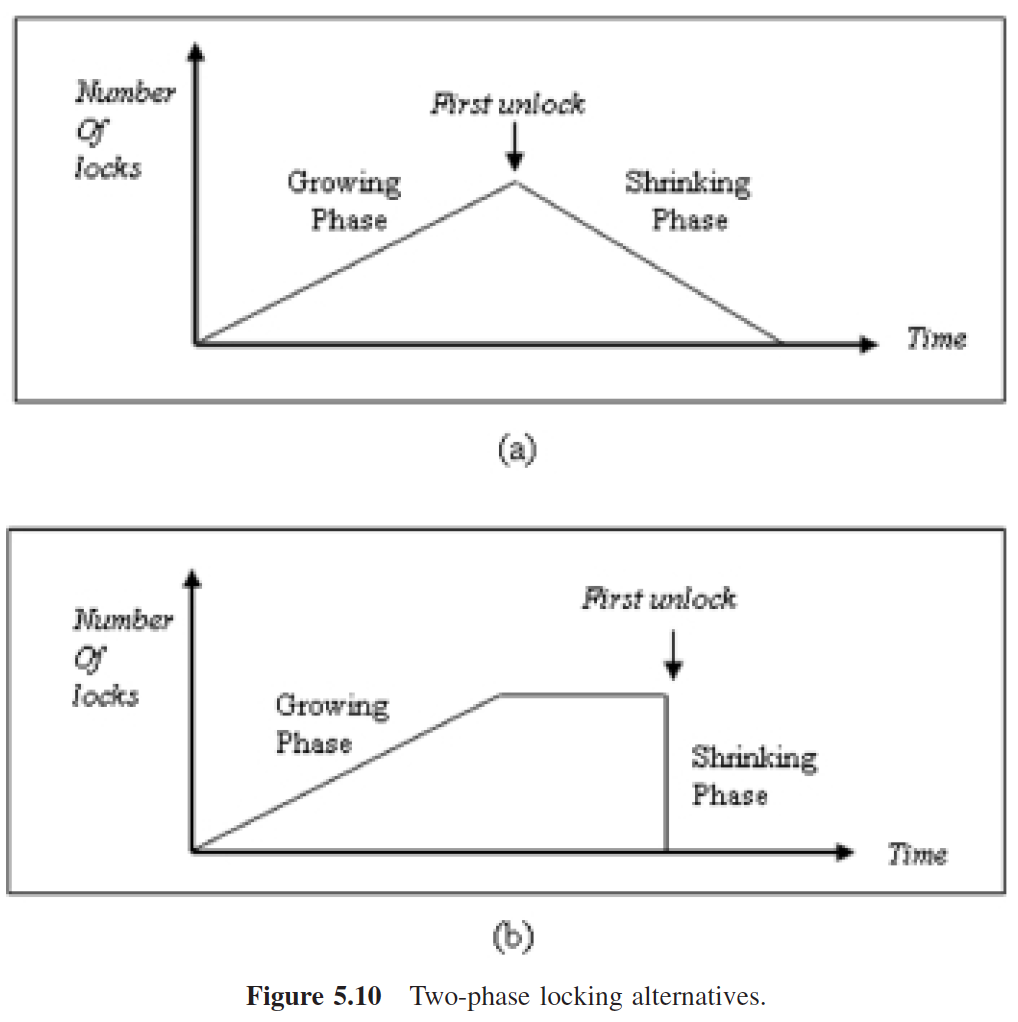 Number
Of
locks
First unlock
Growing
Phase
Shrinking
Phase
Time
(a)
Number
Of
locks
First unlock
Growing
Phase
Shrinking
Phase
Time
(b)
Figure 5.10 Two-phase locking alternatives.